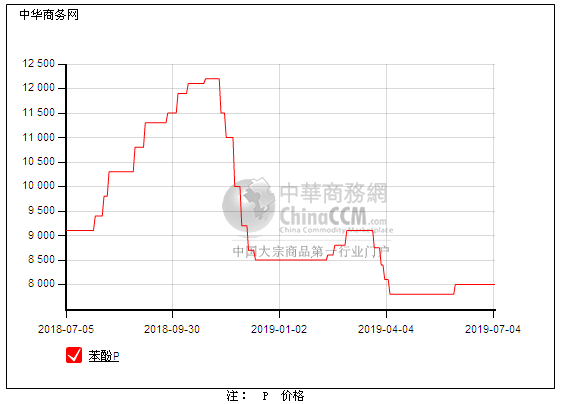 中华商务网
12 500
12 000
11 500
11 000
10 500
10 000
9 500
9 000
8 500
8 000
中華商務網
ChinaCCM.com
China Commodity Marketplace
中国大宗商品第一行业门户
2018-07-05
2018-09-30
2019-01-02
2019-04-04
2019-07-04
苯酚P
注： P 价格